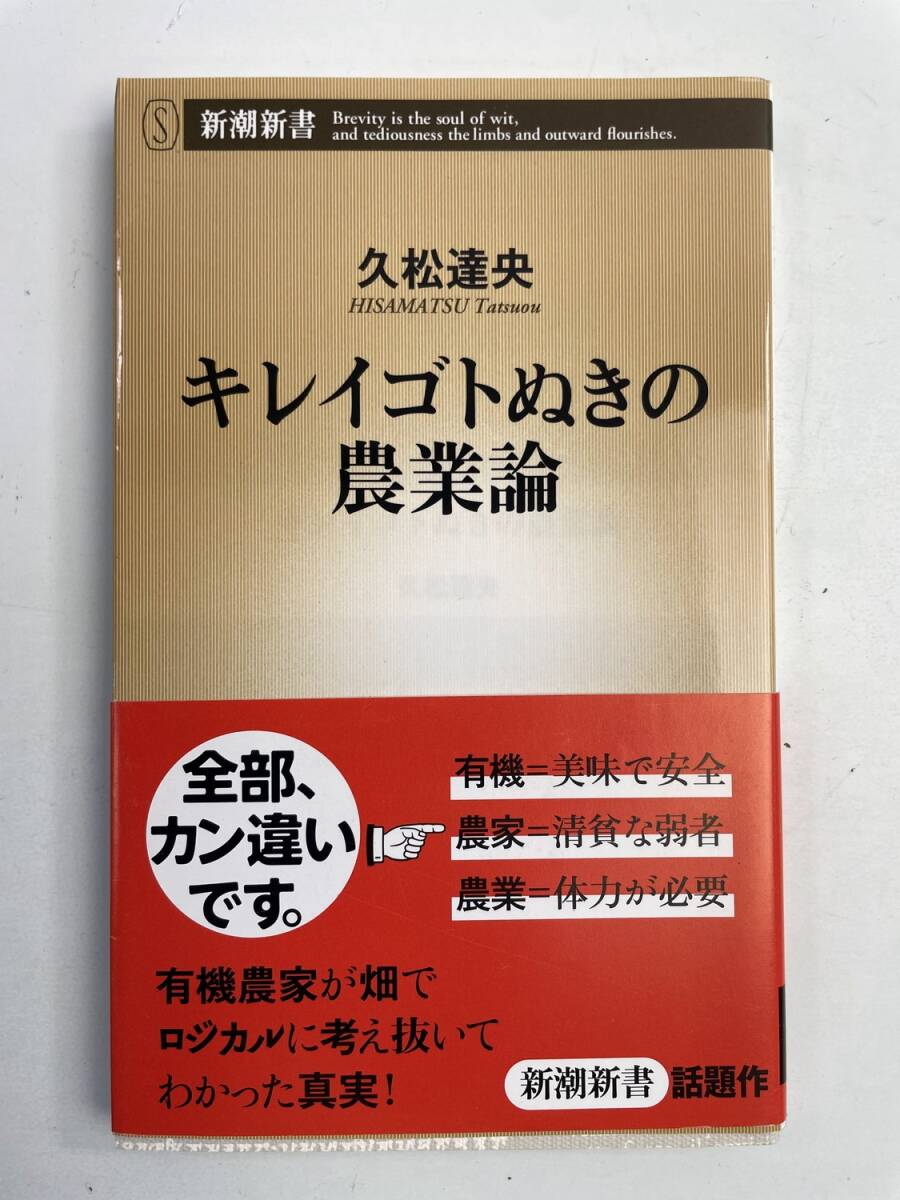 S
新潮新書
Brevity is the soul of wit,
and tediousness the limbs and outward flourishes.
久松達央
HISAMATSU Tatsuou
キレイゴトぬきの
農業論
全部、
カン違い
です。
有機=美味で安全
農家=清貧な弱者
農業=体力が必要
有機農家が畑で
ロジカルに考え抜いて
わかった真実!
新潮新書 話題作